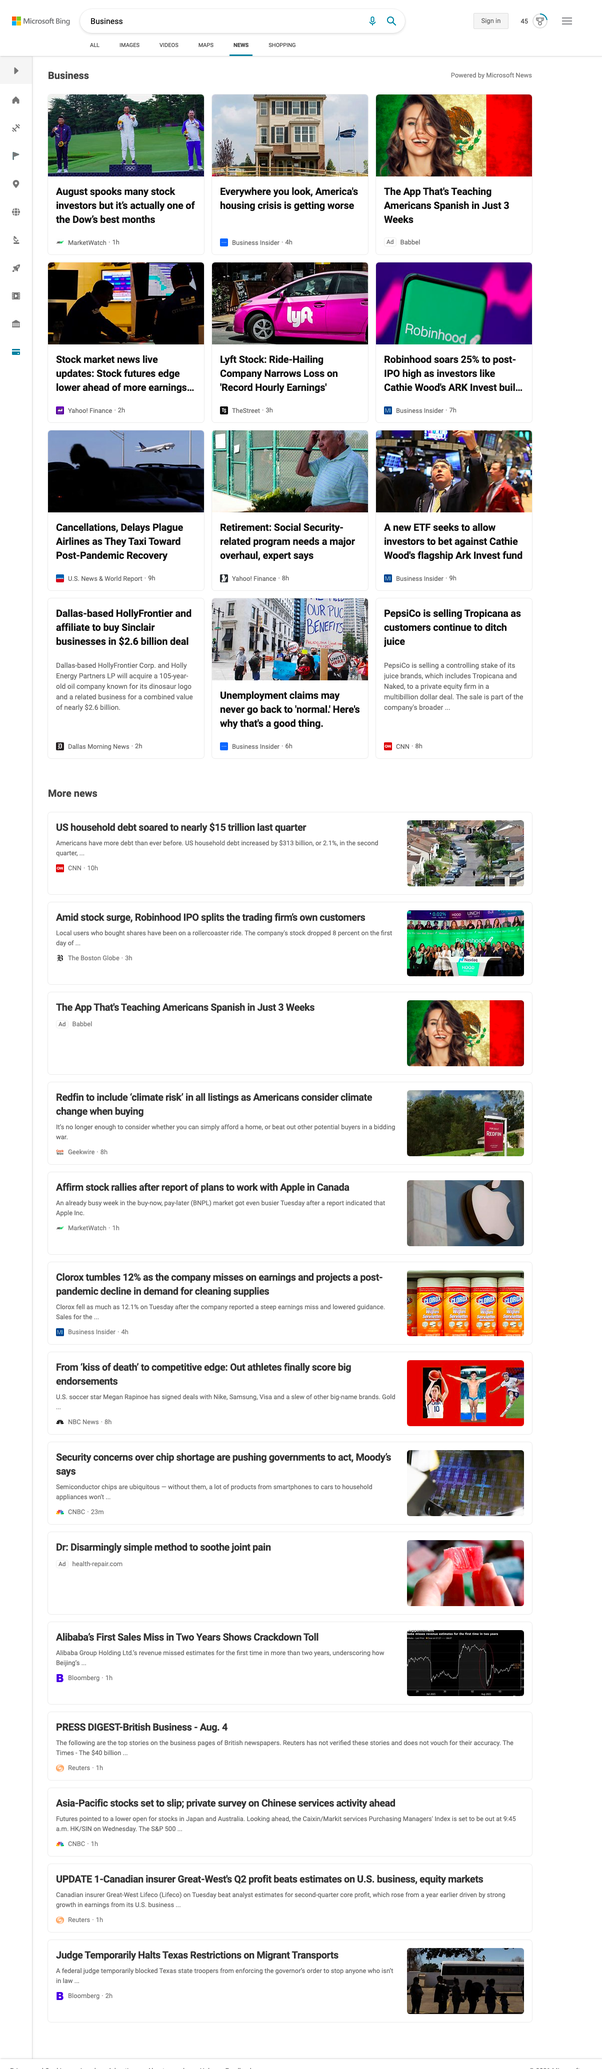 Microsoft Bing
Business
Sign in
45
ALL
IMAGES
VIDEOS
MAPS
NEWS
SHOPPING
Business
Powered by Microsoft News
August spooks many stock
investors but it's actually one of
the Dow's best months
MarketWatch · 1h
Everywhere you look, America's
housing crisis is getting worse
Business Insider · 4h
The App That's Teaching
Americans Spanish in Just 3
Weeks
Ad Babbel
Stock market news live
updates: Stock futures edge
lower ahead of more earnings...
Yahoo! Finance · 2h
lyft
Lyft Stock: Ride-Hailing
Company Narrows Loss on
'Record Hourly Earnings'
TheStreet · 3h
Robinhood
Robinhood soars 25% to post-
IPO high as investors like
Cathie Wood's ARK Invest buil...
Business Insider · 7h
Cancellations, Delays Plague
Airlines as They Taxi Toward
Post-Pandemic Recovery
U.S. News & World Report · 9h
Retirement: Social Security-
related program needs a major
overhaul, expert says
Yahoo! Finance · 8h
A new ETF seeks to allow
investors to bet against Cathie
Wood's flagship Ark Invest fund
Business Insider · 9h
Dallas-based HollyFrontier and
affiliate to buy Sinclair
businesses in $2.6 billion deal
Dallas-based HollyFrontier Corp. and Holly
Energy Partners LP will acquire a 105-year-
old oil company known for its dinosaur logo
and a related business for a combined value
of nearly $2.6 billion.
Dallas Morning News · 2h
OUR PUC
BENEFITS
Unemployment claims may
never go back to 'normal.' Here's
why that's a good thing.
Business Insider · 6h
PepsiCo is selling Tropicana as
customers continue to ditch
juice
PepsiCo is selling a controlling stake of its
juice brands, which includes Tropicana and
Naked, to a private equity firm in a
multibillion dollar deal. The sale is part of the
company's broader ...
CNN · 8h
More news
US household debt soared to nearly $15 trillion last quarter
Americans have more debt than ever before. US household debt increased by $313 billion, or 2.1%, in the second
quarter, ...
CNN · 10h
Amid stock surge, Robinhood IPO splits the trading firm's own customers
Local users who bought shares have been on a rollercoaster ride. The company's stock dropped 8 percent on the first
day of ...
The Boston Globe · 3h
The App That's Teaching Americans Spanish in Just 3 Weeks
Ad Babbel
Redfin to include 'climate risk' in all listings as Americans consider climate
change when buying
It's no longer enough to consider whether you can simply afford a home, or beat out other potential buyers in a bidding
war.
Geekwire · 8h
REDFIN
Affirm stock rallies after report of plans to work with Apple in Canada
An already busy week in the buy-now, pay-later (BNPL) market got even busier Tuesday after a report indicated that
Apple Inc.
MarketWatch · 1h
Clorox tumbles 12% as the company misses on earnings and projects a post-
pandemic decline in demand for cleaning supplies
Clorox fell as much as 12.1% on Tuesday after the company reported a steep earnings miss and lowered guidance.
Sales for the ...
Business Insider · 4h
CLOROX CLOROX CLOROX CLOROX
From 'kiss of death' to competitive edge: Out athletes finally score big
endorsements
U.S. soccer star Megan Rapinoe has signed deals with Nike, Samsung, Visa and a slew of other big-name brands. Gold
...
NBC News · 8h
Security concerns over chip shortage are pushing governments to act, Moody's
says
Semiconductor chips are ubiquitous — without them, a lot of products from smartphones to cars to household
appliances won't ...
CNBC · 23m
Dr: Disarmingly simple method to soothe joint pain
Ad health-repair.com
Alibaba's First Sales Miss in Two Years Shows Crackdown Toll
Alibaba Group Holding Ltd.'s revenue missed estimates for the first time in more than two years, underscoring how
Beijing's ...
Bloomberg · 1h
PRESS DIGEST-British Business - Aug. 4
The following are the top stories on the business pages of British newspapers. Reuters has not verified these stories and does not vouch for their accuracy. The
Times - The $40 billion ...
Reuters · 1h
Asia-Pacific stocks set to slip; private survey on Chinese services activity ahead
Futures pointed to a lower open for stocks in Japan and Australia. Looking ahead, the Caixin/Markit services Purchasing Managers' Index is set to be out at 9:45
a.m. HK/SIN on Wednesday. The S&P 500 ...
CNBC · 1h
UPDATE 1-Canadian insurer Great-West's Q2 profit beats estimates on U.S. business, equity markets
Canadian insurer Great-West Lifeco (Lifeco) on Tuesday beat analyst estimates for second-quarter core profit, which rose from a year earlier driven by strong
growth in earnings from its U.S. business ...
Reuters · 1h
Judge Temporarily Halts Texas Restrictions on Migrant Transports
A federal judge temporarily blocked Texas state troopers from enforcing the governor's order to stop anyone who isn't
in law ...
Bloomberg · 2h